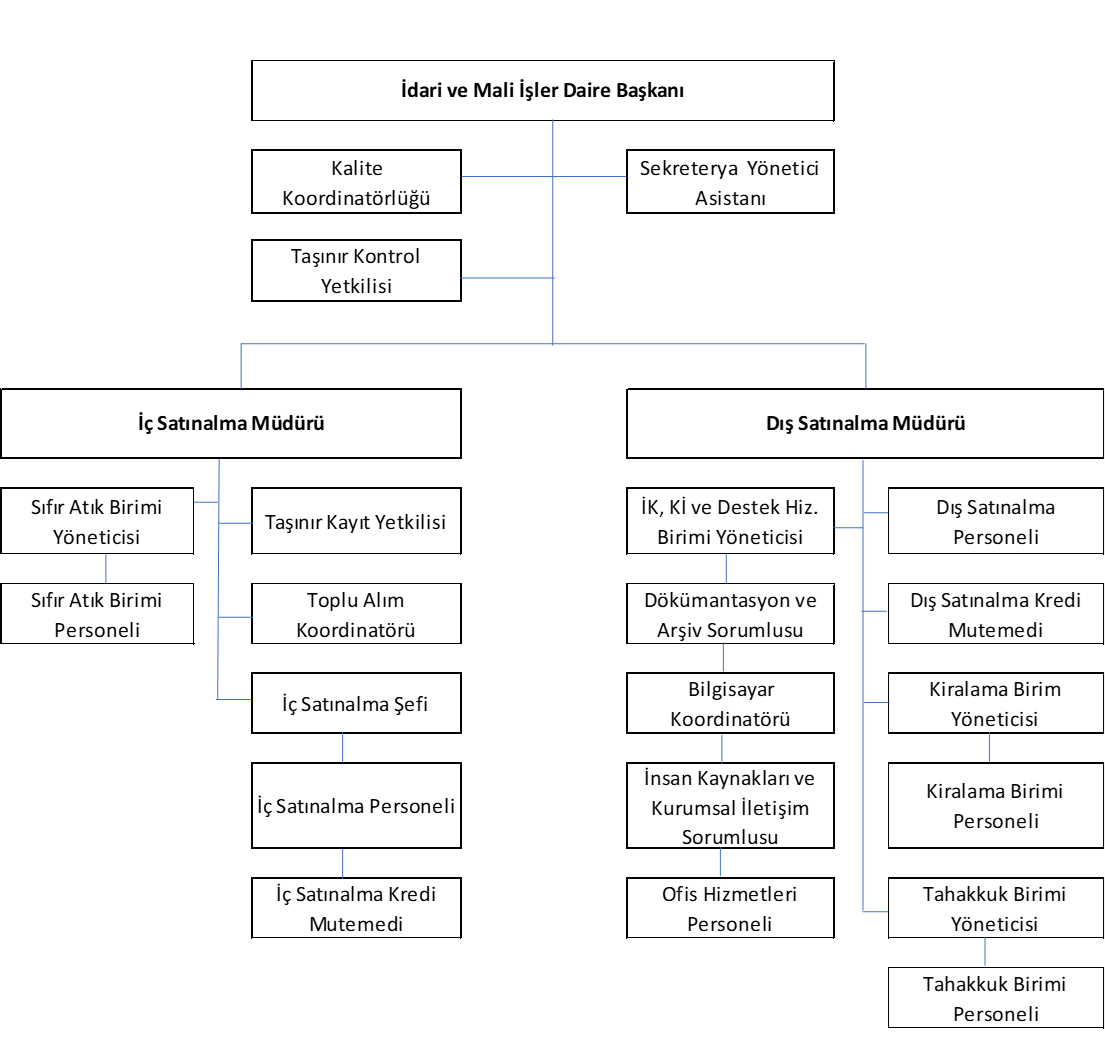 İdari ve Mali İşler Daire Başkanı
Kalite
Koordinatörlüğü
Sekreterya Yönetici
Asistanı
Taşınır Kontrol
Yetkilisi
İç Satınalma Müdürü
Sıfır Atık Birimi
Yöneticisi
Sıfır Atık Birimi
Personeli
Taşınır Kayıt Yetkilisi
Toplu Alım
Koordinatörü
İç Satınalma Şefi
İç Satınalma Personeli
İç Satınalma Kredi
Mutemedi
Dış Satınalma Müdürü
İK, Kİ ve Destek Hiz.
Birimi Yöneticisi
Dökümantasyon ve
Arşiv Sorumlusu
Bilgisayar
Koordinatörü
İnsan Kaynakları ve
Kurumsal İletişim
Sorumlusu
Ofis Hizmetleri
Personeli
Dış Satınalma
Personeli
Dış Satınalma Kredi
Mutemedi
Kiralama Birim
Yöneticisi
Kiralama Birimi
Personeli
Tahakkuk Birimi
Yöneticisi
Tahakkuk Birimi
Personeli